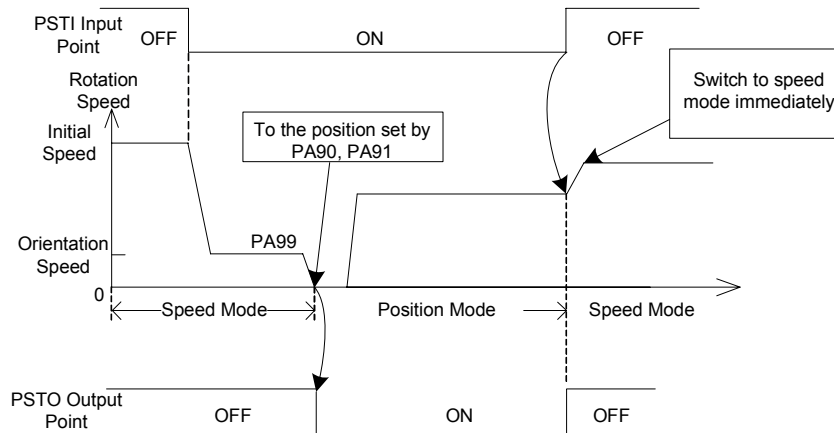 PSTI Input
Point
OFF
ON
OFF
Rotation
Speed
Switch to speed
mode immediately
Initial
Speed
To the position set by
PA90, PA91
Orientation
Speed
PA99
0
Speed Mode
Position Mode
Speed Mode
PSTO Output
Point
OFF
ON
OFF